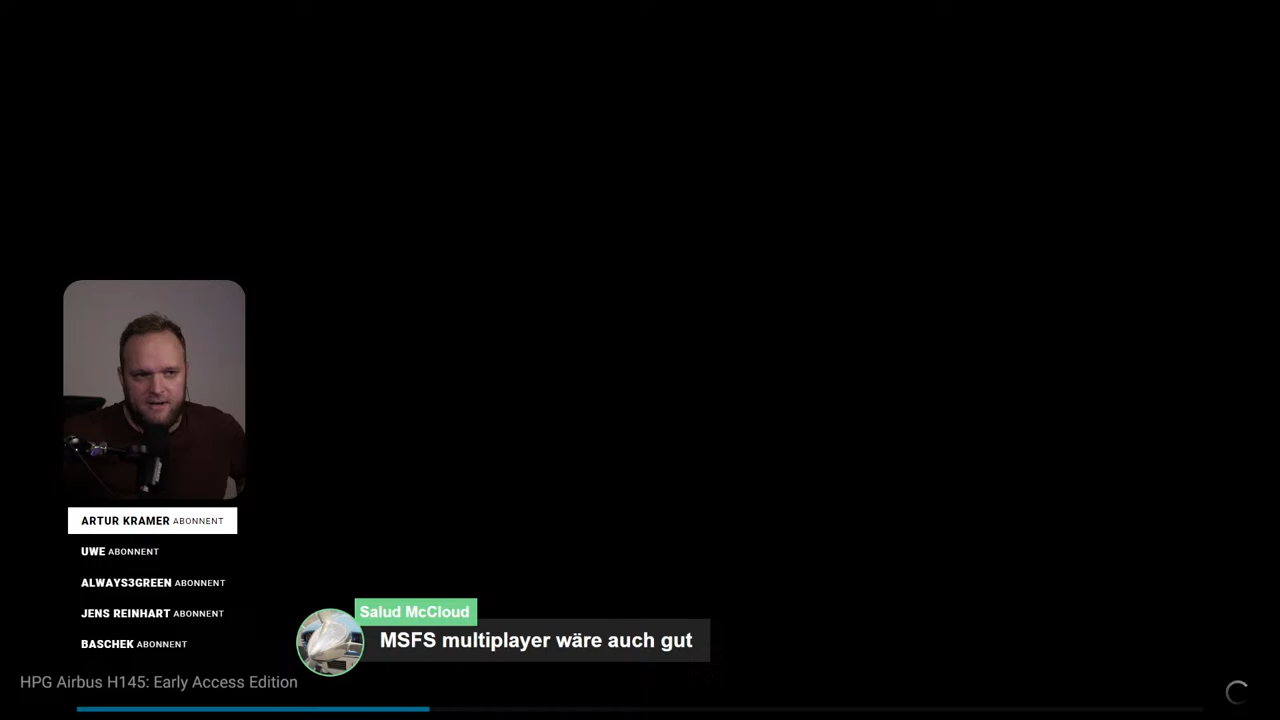 ARTUR KRAMER ABONNENT
UWE ABONNENT
ALWAYS3GREEN ABONNENT
JENS REINHART ABONNENT
BASCHEK ABONNENT
Salud McCloud
MSFS multiplayer wäre auch gut
HPG Airbus H145: Early Access Edition